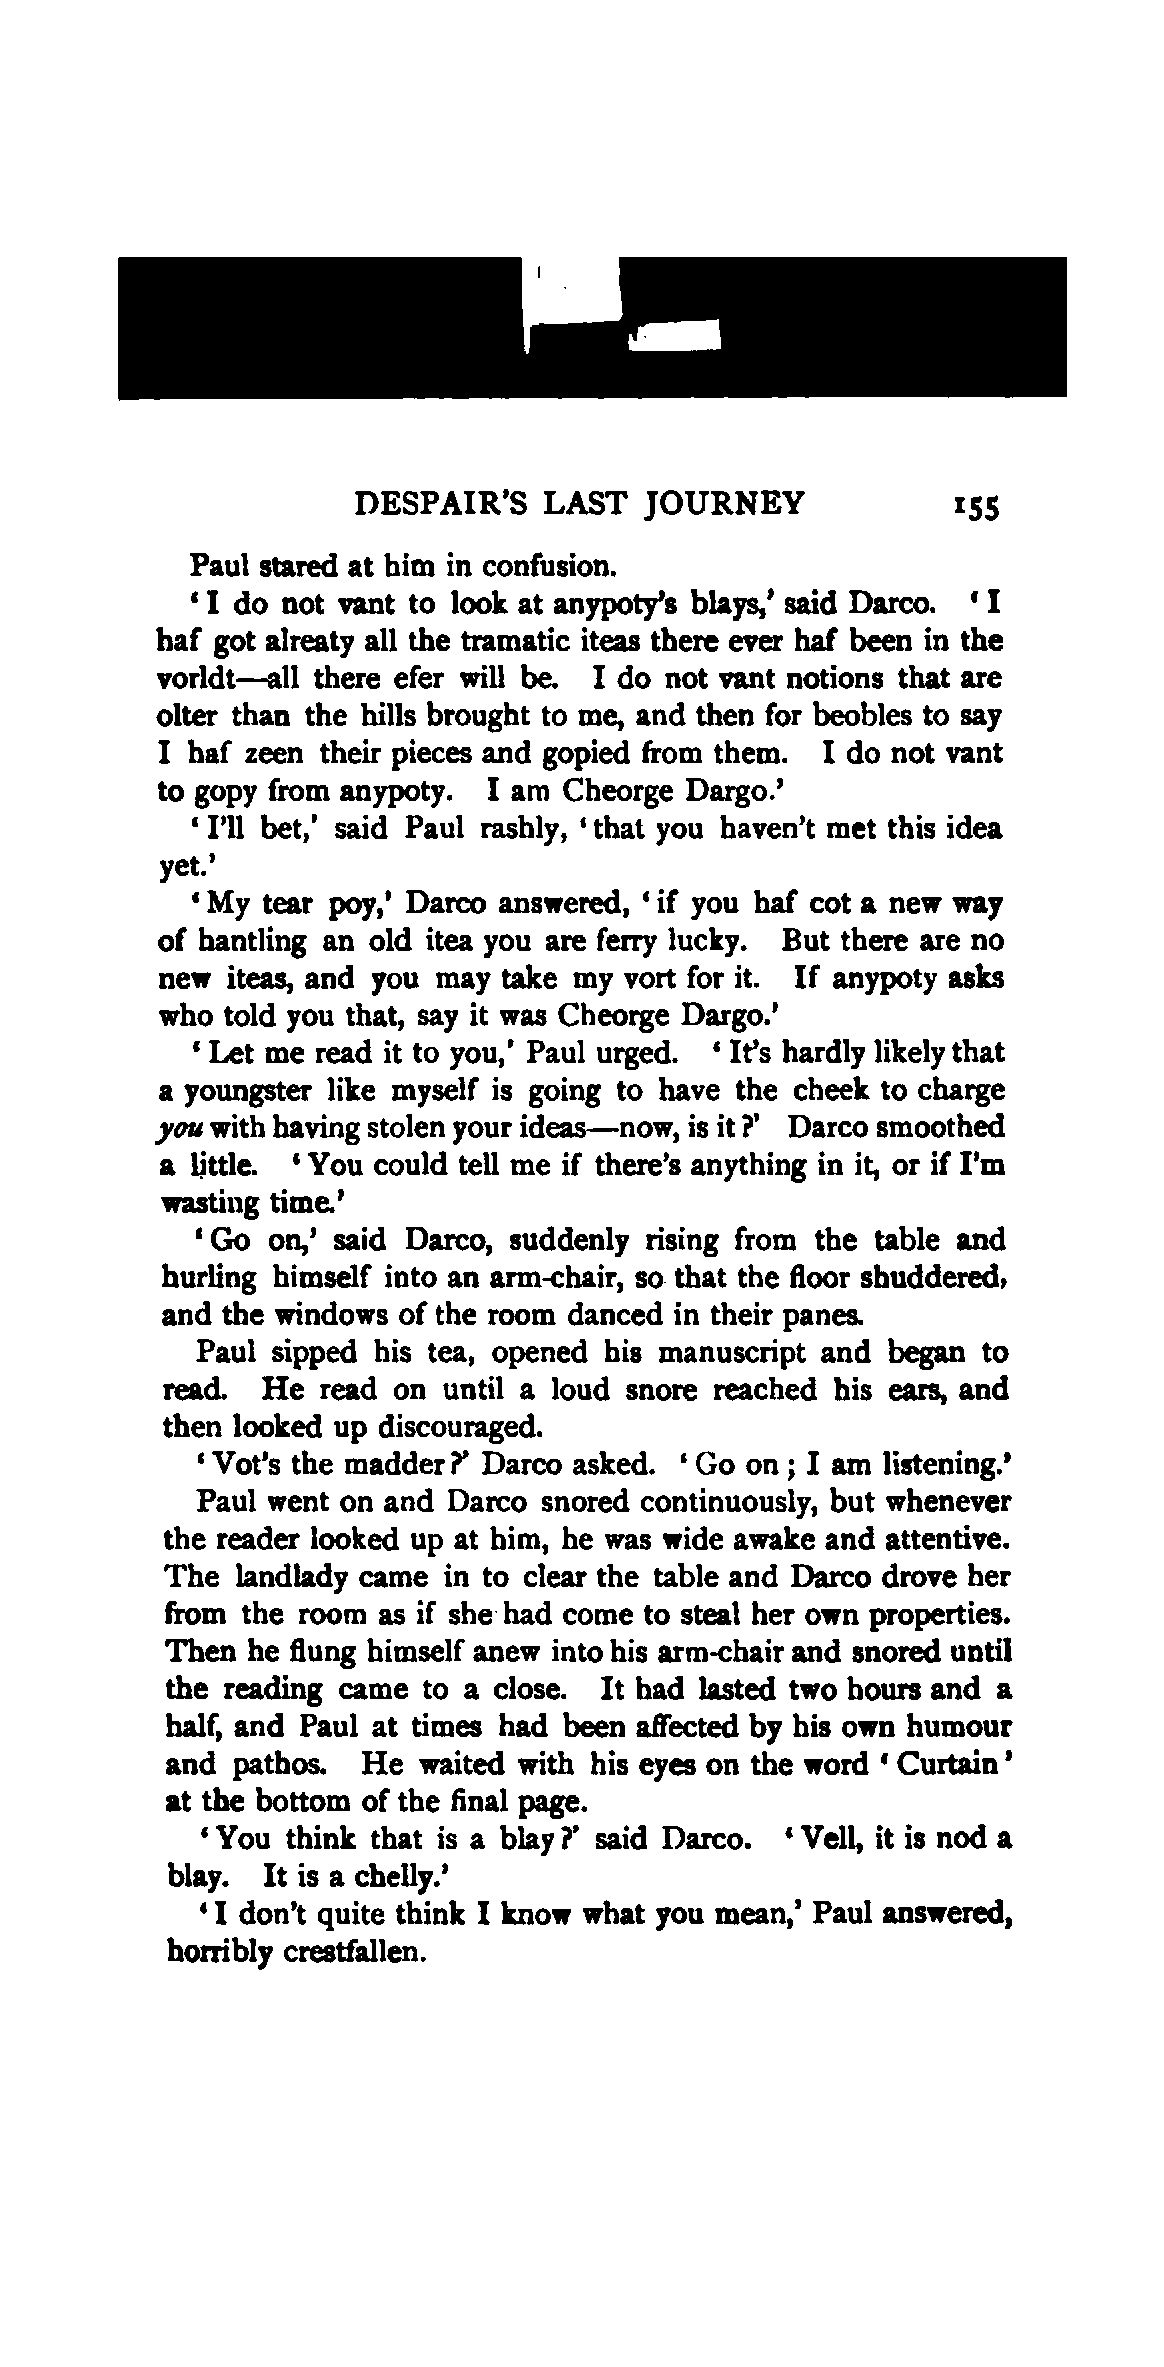 DESPAIR'S LAST JOURNEY 155
Paul stared at him in confusion.
‘I do not vant to look at anypoty's blays,’ said Darco. ‘I
haf got alreaty all the tramatic iteas there ever haf been in the
vorldt—all there efer will be. I do not vant notions that are
olter than the hills brought to me, and then for beobles to say
I haf zeen their pieces and gopied from them. I do not vant
to gopy from anypoty. I am Cheorge Dargo.’
‘I'll bet,’ said Paul rashly, ‘that you haven't met this idea
yet.’
‘My tear poy,’ Darco answered, ‘if you haf cot a new way
of hantling an old itea you are ferry lucky. But there are no
new iteas, and you may take my vort for it. If anypoty asks
who told you that, say it was Cheorge Dargo.’
‘Let me read it to you,’ Paul urged. ‘It's hardly likely that
a youngster like myself is going to have the cheek to charge
you with having stolen your ideas—now, is it?’ Darco smoothed
a little. ‘You could tell me if there's anything in it, or if I'm
wasting time.’
‘Go on,’ said Darco, suddenly rising from the table and
hurling himself into an arm-chair, so that the floor shuddered,
and the windows of the room danced in their panes.
Paul sipped his tea, opened his manuscript and began to
read. He read on until a loud snore reached his ears, and
then looked up discouraged.
‘Vot's the madder?’ Darco asked. ‘Go on; I am listening.’
Paul went on and Darco snored continuously, but whenever
the reader looked up at him, he was wide awake and attentive.
The landlady came in to clear the table and Darco drove her
from the room as if she had come to steal her own properties.
Then he flung himself anew into his arm-chair and snored until
the reading came to a close. It had lasted two hours and a
half, and Paul at times had been affected by his own humour
and pathos. He waited with his eyes on the word ‘Curtain’
at the bottom of the final page.
‘You think that is a blay?’ said Darco. ‘Vell, it is nod a
blay. It is a chelly.’
‘I don't quite think I know what you mean,’ Paul answered,
horribly crestfallen.